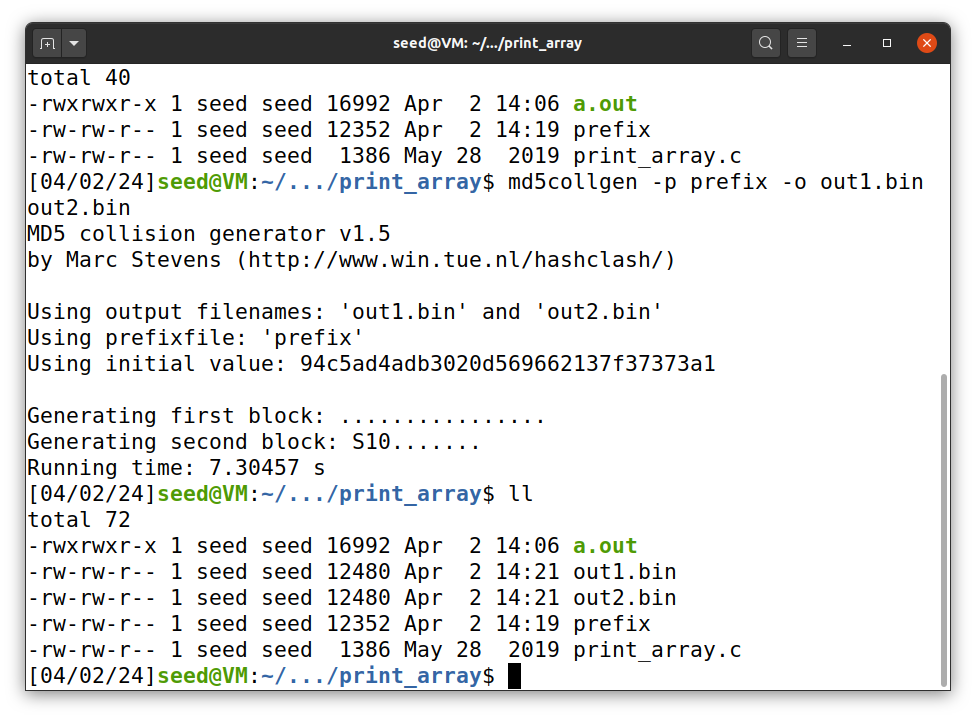 seed@VM: ~/.../print_array
total 40
-rwxrwxr-x 1 seed seed 16992 Apr  2 14:06 a.out
-rw-rw-r-- 1 seed seed 12352 Apr  2 14:19 prefix
-rw-rw-r-- 1 seed seed  1386 May 28  2019 print_array.c
[04/02/24]seed@VM:~/.../print_array$ md5collgen -p prefix -o out1.bin
out2.bin
MD5 collision generator v1.5
by Marc Stevens (http://www.win.tue.nl/hashclash/)
Using output filenames: 'out1.bin' and 'out2.bin'
Using prefixfile: 'prefix'
Using initial value: 94c5ad4adb3020d569662137f37373a1
Generating first block: ................
Generating second block: S10.......
Running time: 7.30457 s
[04/02/24]seed@VM:~/.../print_array$ ll
total 72
-rwxrwxr-x 1 seed seed 16992 Apr  2 14:06 a.out
-rw-rw-r-- 1 seed seed 12480 Apr  2 14:21 out1.bin
-rw-rw-r-- 1 seed seed 12480 Apr  2 14:21 out2.bin
-rw-rw-r-- 1 seed seed 12352 Apr  2 14:19 prefix
-rw-rw-r-- 1 seed seed  1386 May 28  2019 print_array.c
[04/02/24]seed@VM:~/.../print_array$